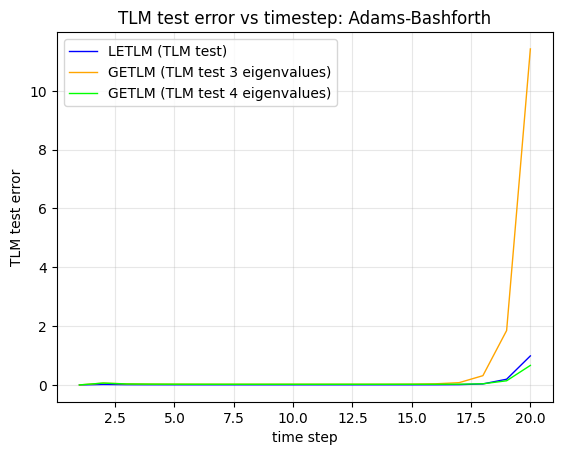 TLM test error vs timestep: Adams-Bashforth
LETLM (TLM test)
GETLM (TLM test 3 eigenvalues)
GETLM (TLM test 4 eigenvalues)
TLM test error
10
8
6
4
2
0
2.5 5.0 7.5 10.0 12.5 15.0 17.5 20.0
time step